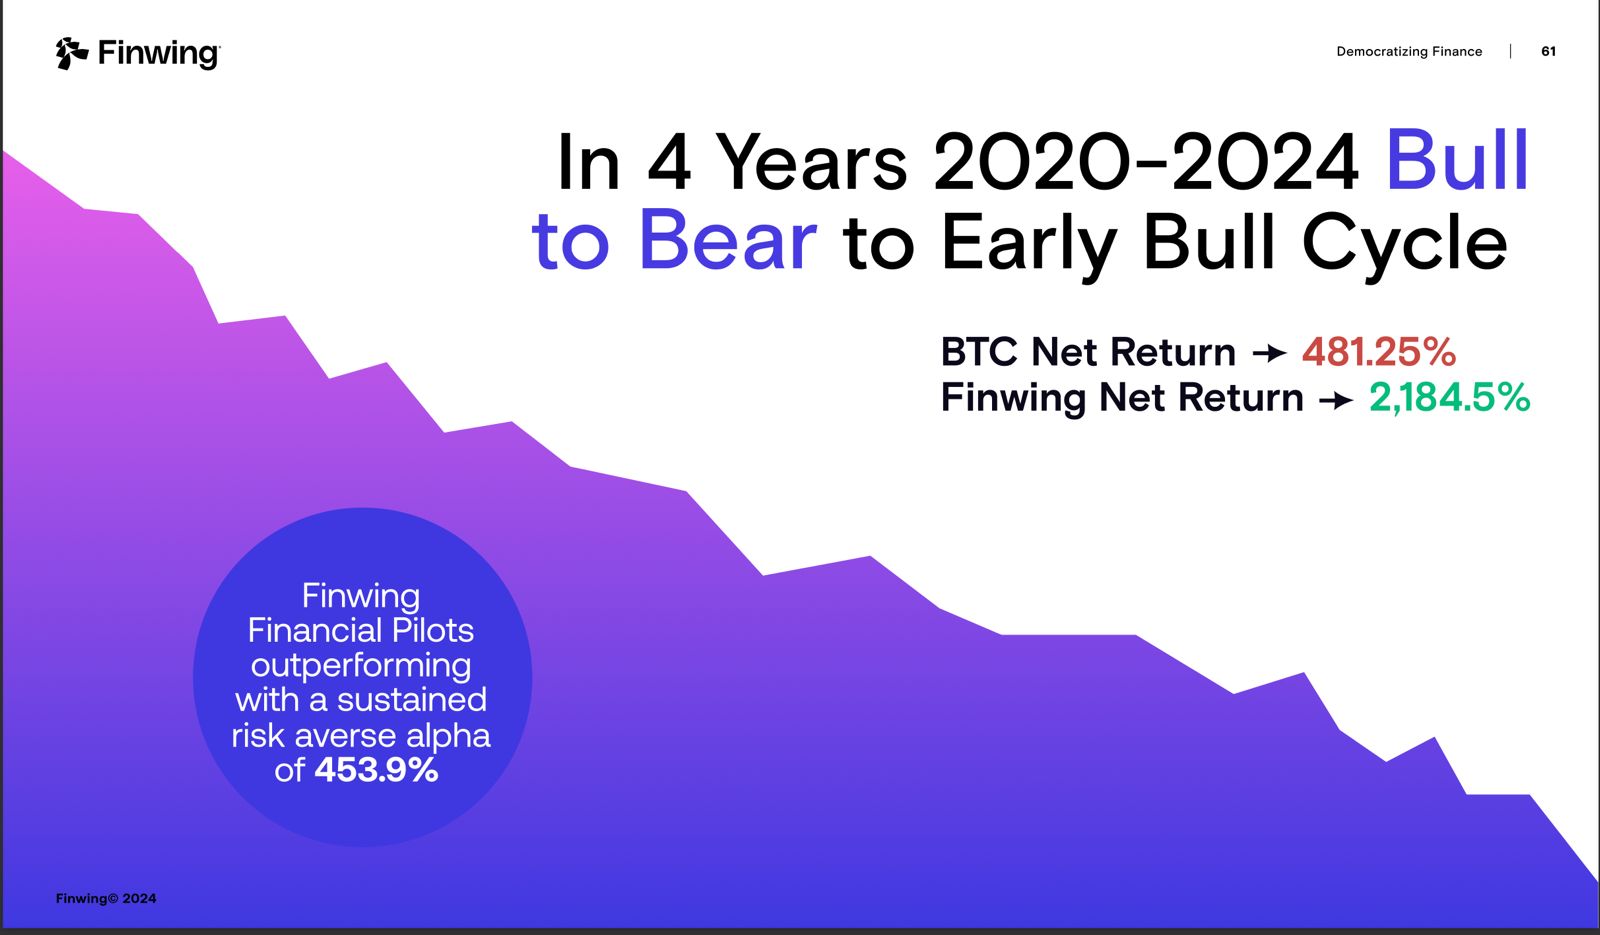 Finwing
Democratizing Finance | 61
In 4 Years 2020-2024 Bull
to Bear to Early Bull Cycle
BTC Net Return → 481.25%
Finwing Net Return → 2,184.5%
Finwing
Financial Pilots
outperforming
with a sustained
risk averse alpha
of 453.9%
Finwing© 2024